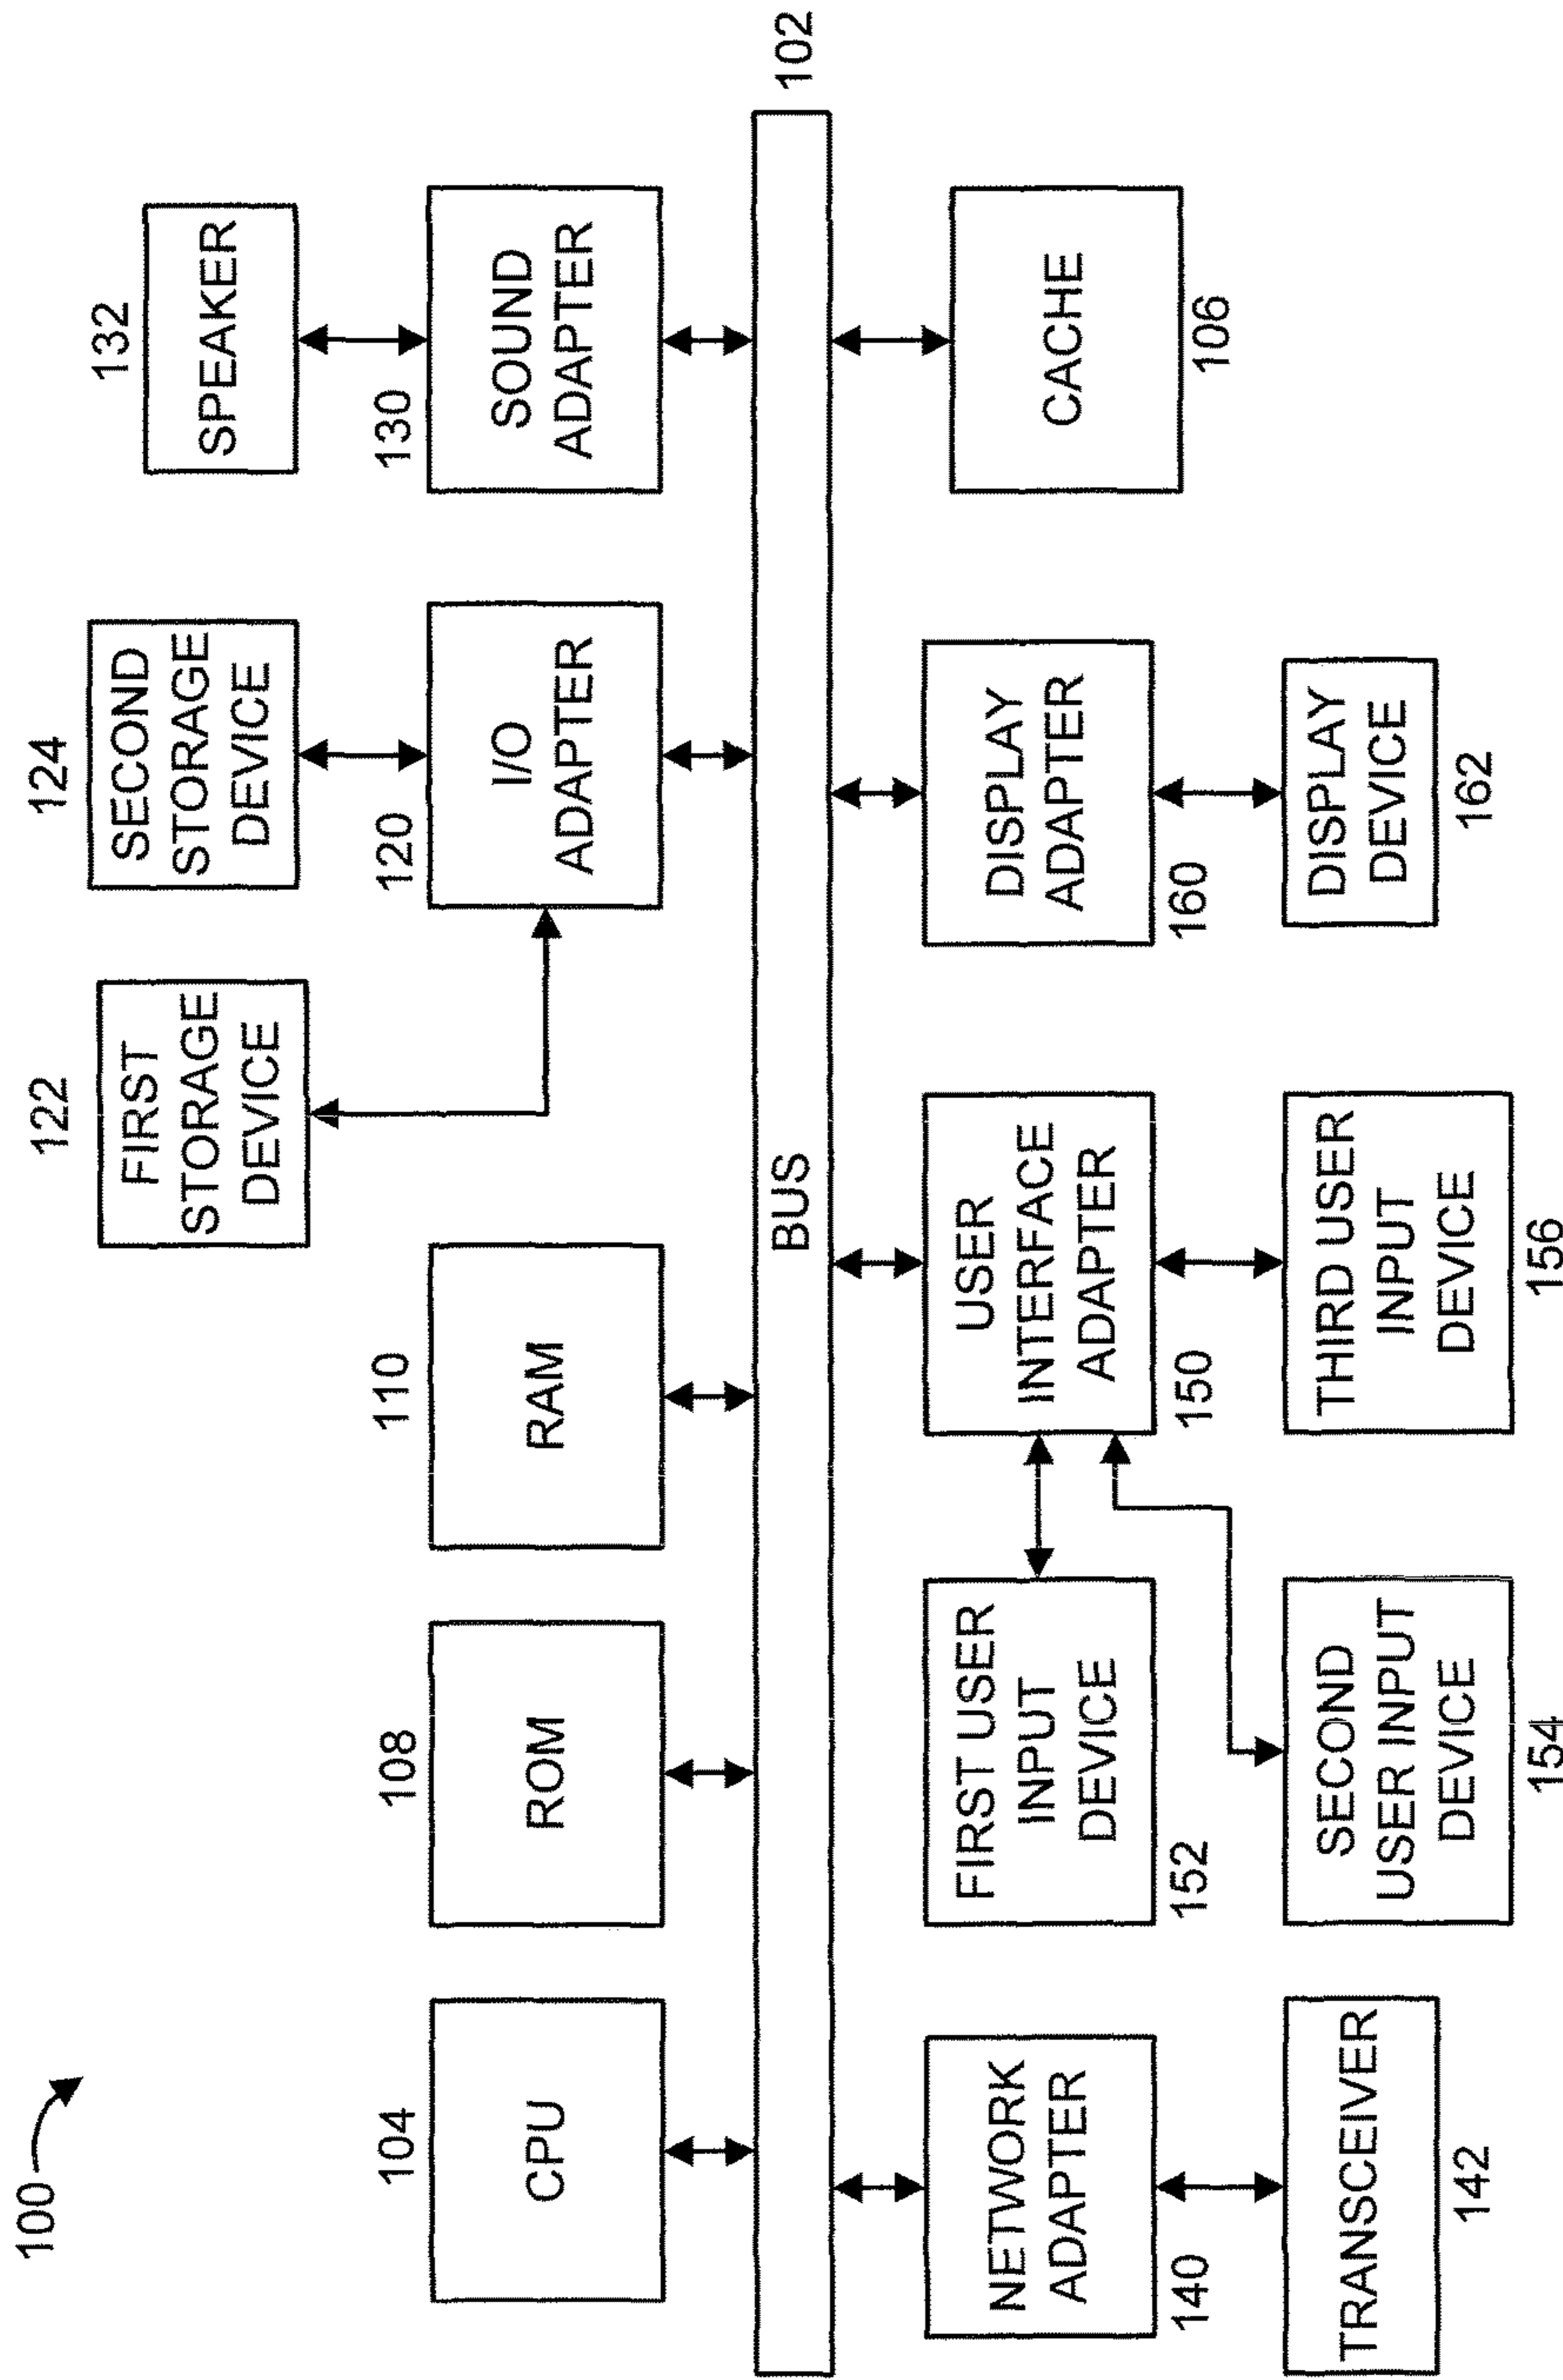 100
104
CPU
108
ROM
110
RAM
122
FIRST
STORAGE
DEVICE
124
SECOND
STORAGE
DEVICE
120
I/O
ADAPTER
132
SPEAKER
130
SOUND
ADAPTER
BUS
102
NETWORK
ADAPTER
140
TRANSCEIVER
142
FIRST USER
INPUT
DEVICE
152
SECOND
USER INPUT
DEVICE
154
USER
INTERFACE
ADAPTER
150
THIRD USER
INPUT
DEVICE
156
DISPLAY
ADAPTER
160
DISPLAY
DEVICE
162
CACHE
106